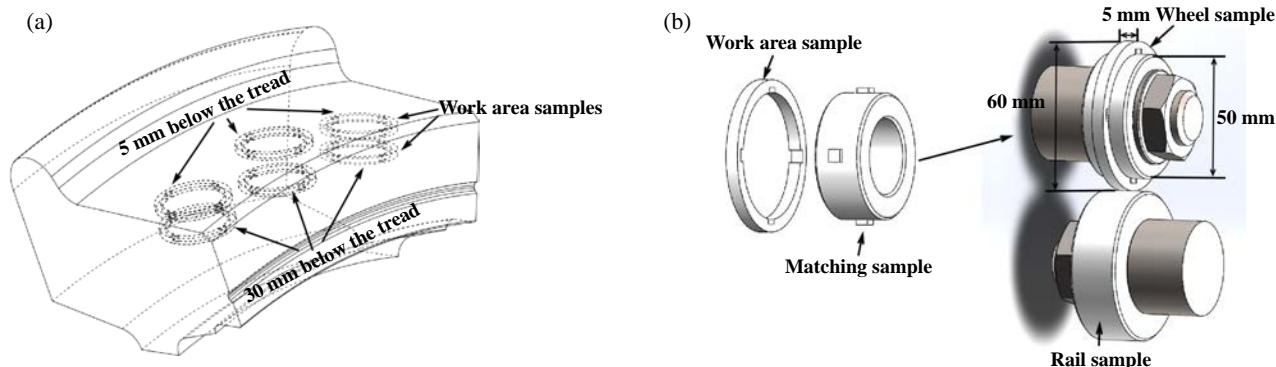 (a)
5 mm below the tread
Work area samples
30 mm below the tread
(b)
5 mm Wheel sample
Work area sample
60 mm
50 mm
Matching sample
Rail sample